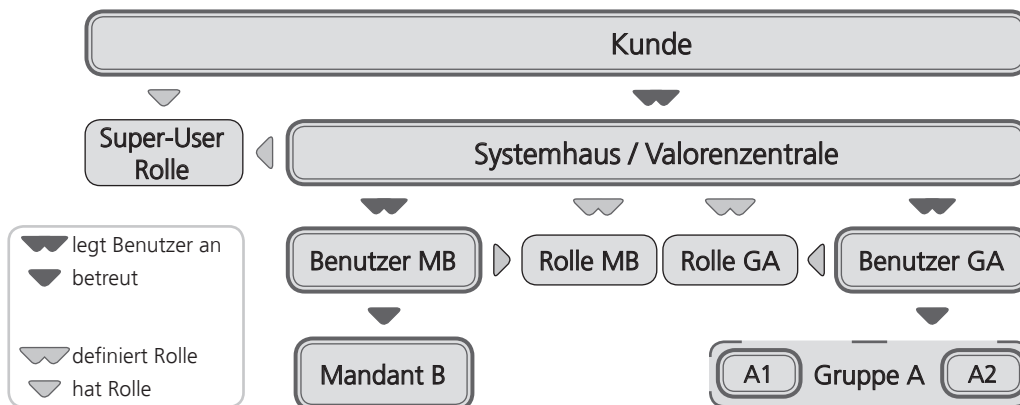 Kunde
Super-User
Rolle
Systemhaus / Valorenzentrale
legt Benutzer an
betreut
definiert Rolle
hat Rolle
Benutzer MB
Rolle MB
Rolle GA
Benutzer GA
Mandant B
A1
Gruppe A
A2